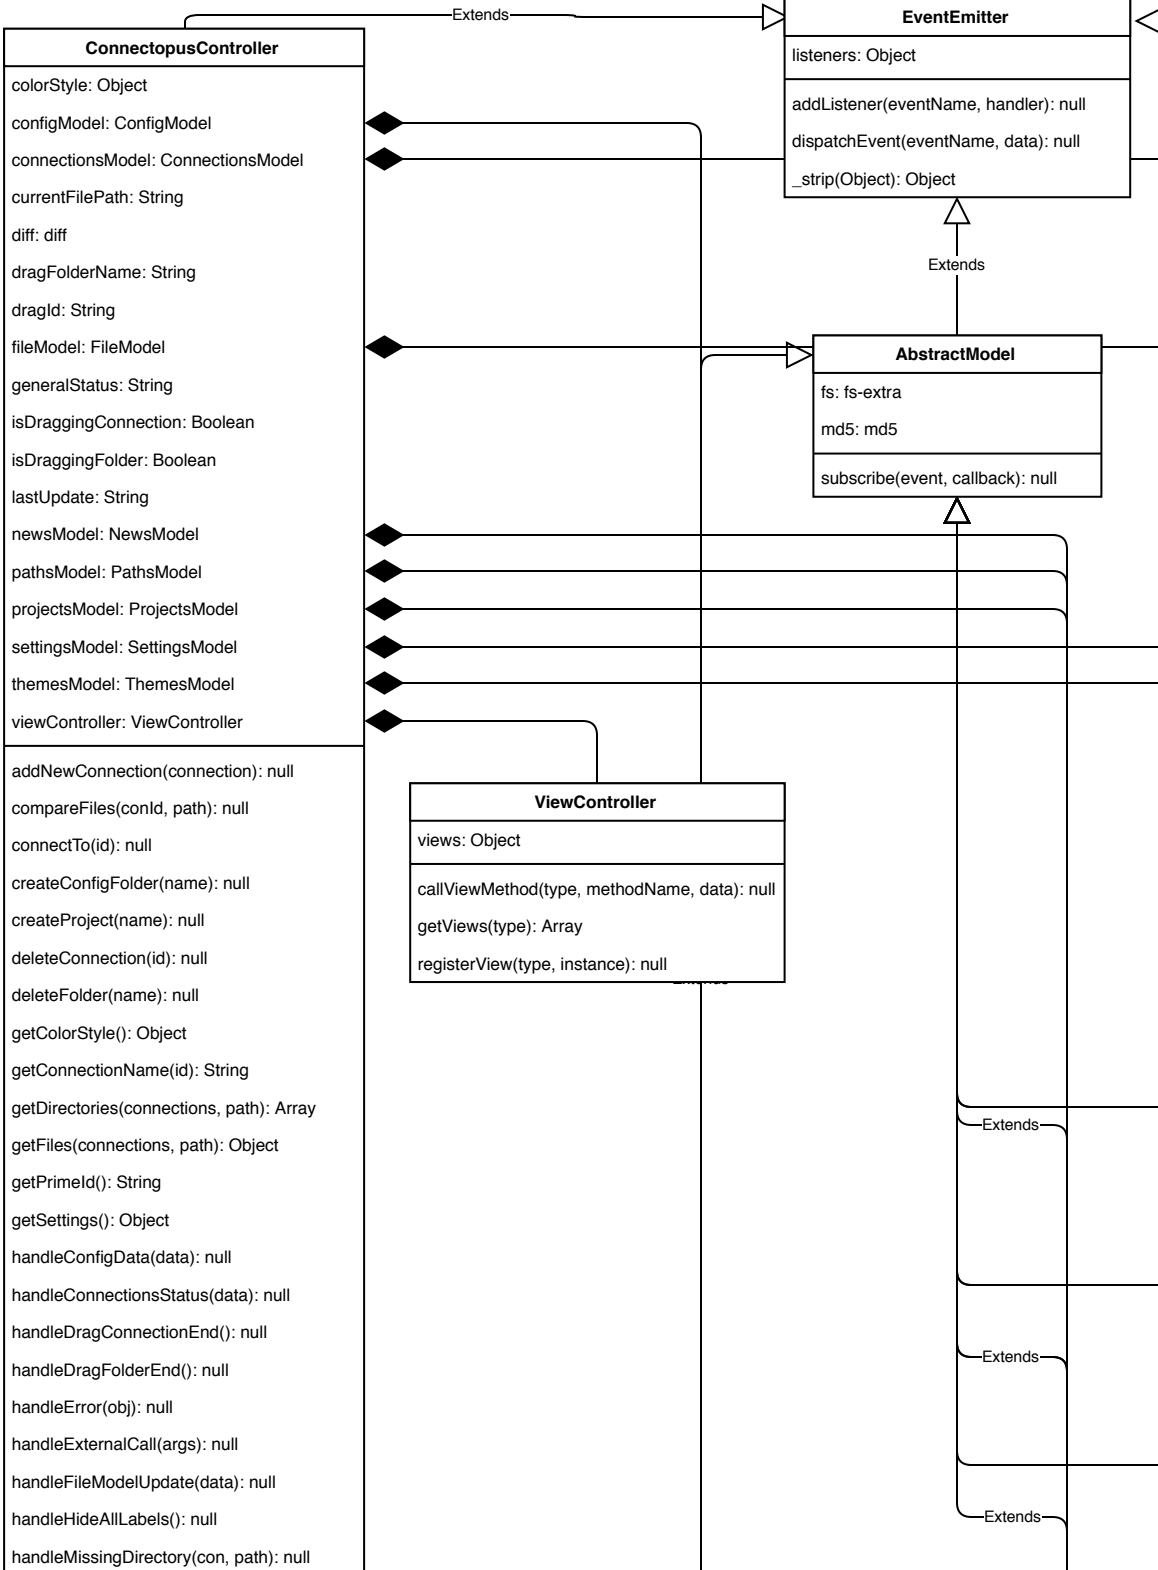 Extends
EventEmitter
listeners: Object
addListener(eventName, handler): null
dispatchEvent(eventName, data): null
_strip(Object): Object
ConnectopusController
colorStyle: Object
configModel: ConfigModel
connectionsModel: ConnectionsModel
currentFilePath: String
diff: diff
dragFolderName: String
dragId: String
fileModel: FileModel
generalStatus: String
isDraggingConnection: Boolean
isDraggingFolder: Boolean
lastUpdate: String
newsModel: NewsModel
pathsModel: PathsModel
projectsModel: ProjectsModel
settingsModel: SettingsModel
themesModel: ThemesModel
viewController: ViewController
addNewConnection(connection): null
compareFiles(conId, path): null
connectTo(id): null
createConfigFolder(name): null
createProject(name): null
deleteConnection(id): null
deleteFolder(name): null
getColorStyle(): Object
getConnectionName(id): String
getDirectories(connections, path): Array
getFiles(connections, path): Object
getPrimeId(): String
getSettings(): Object
handleConfigData(data): null
handleConnectionsStatus(data): null
handleDragConnectionEnd(): null
handleDragFolderEnd(): null
handleError(obj): null
handleExternalCall(args): null
handleFileModelUpdate(data): null
handleHideAllLabels(): null
handleMissingDirectory(con, path): null
Extends
AbstractModel
fs: fs-extra
md5: md5
subscribe(event, callback): null
ViewController
views: Object
callViewMethod(type, methodName, data): null
getViews(type): Array
registerView(type, instance): null
Extends
Extends
Extends